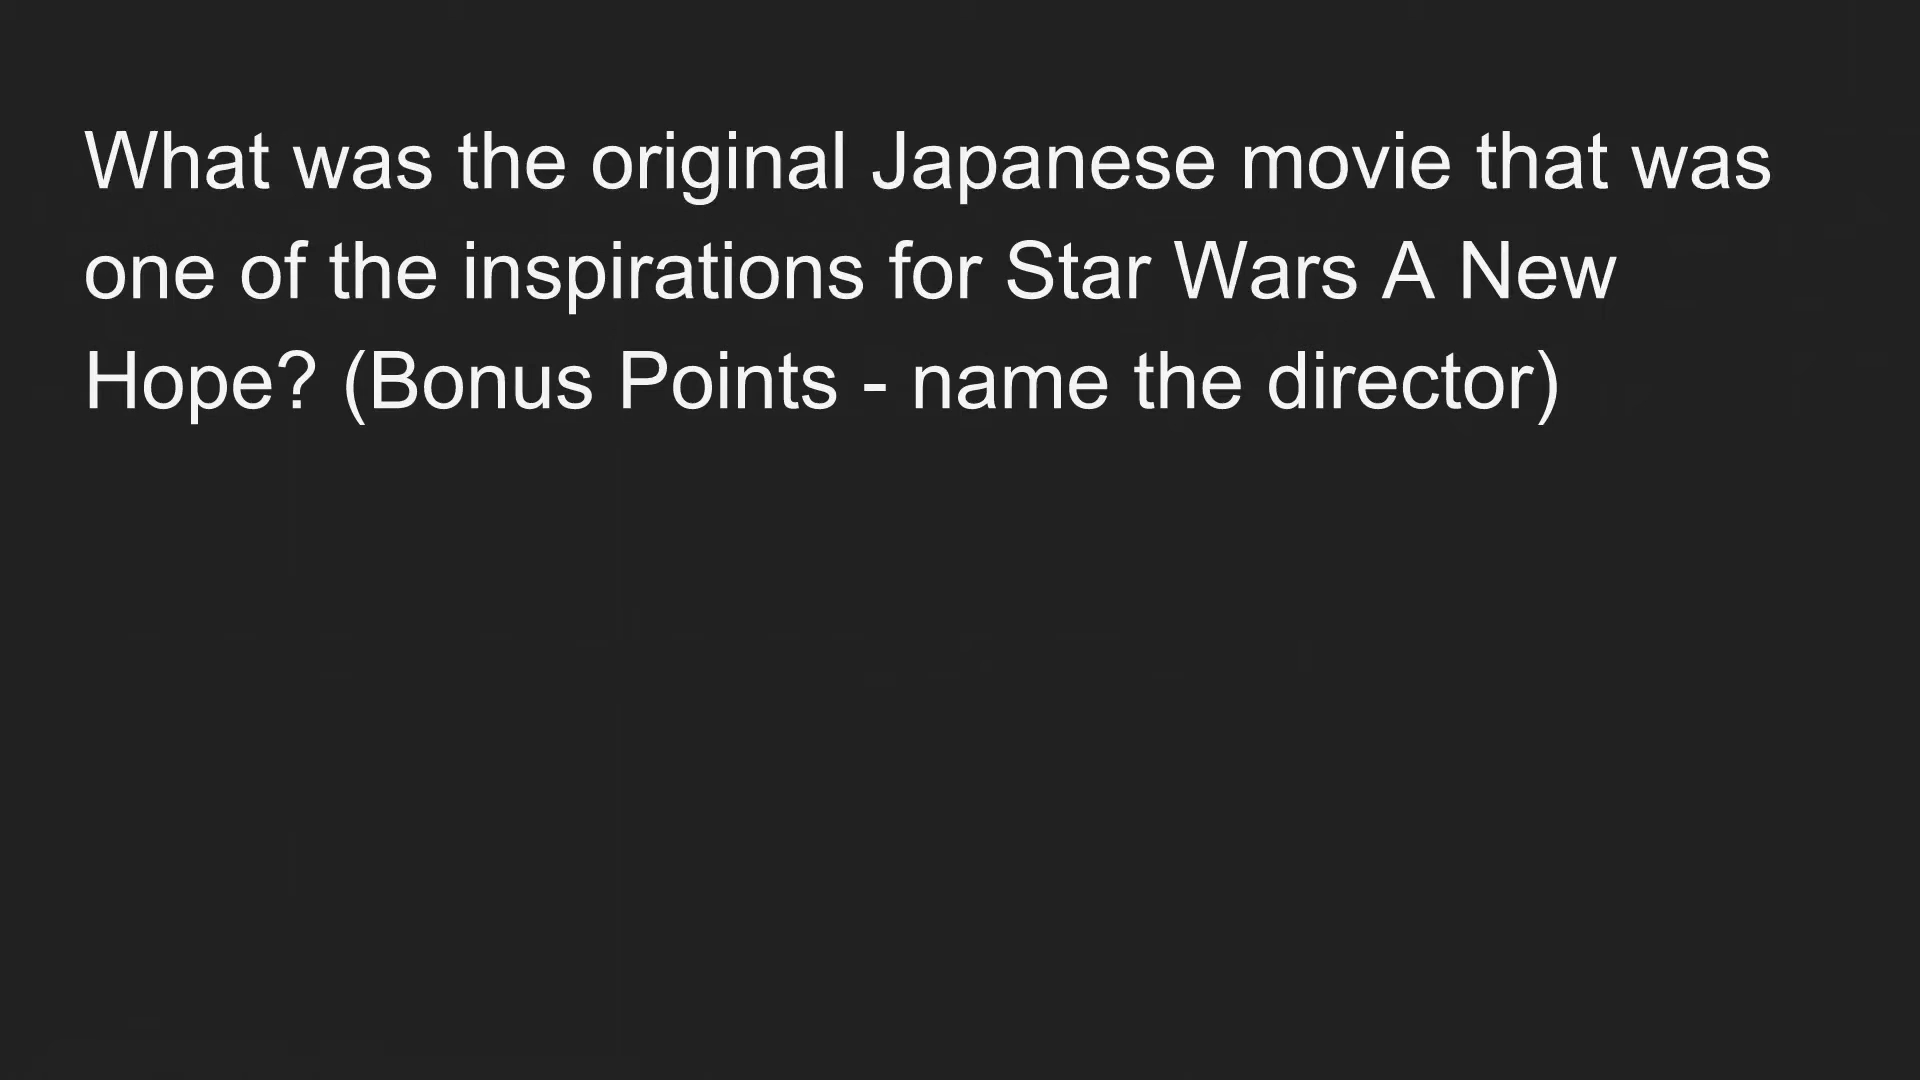 What was the original Japanese movie that was
one of the inspirations for Star Wars A New
Hope? (Bonus Points - name the director)